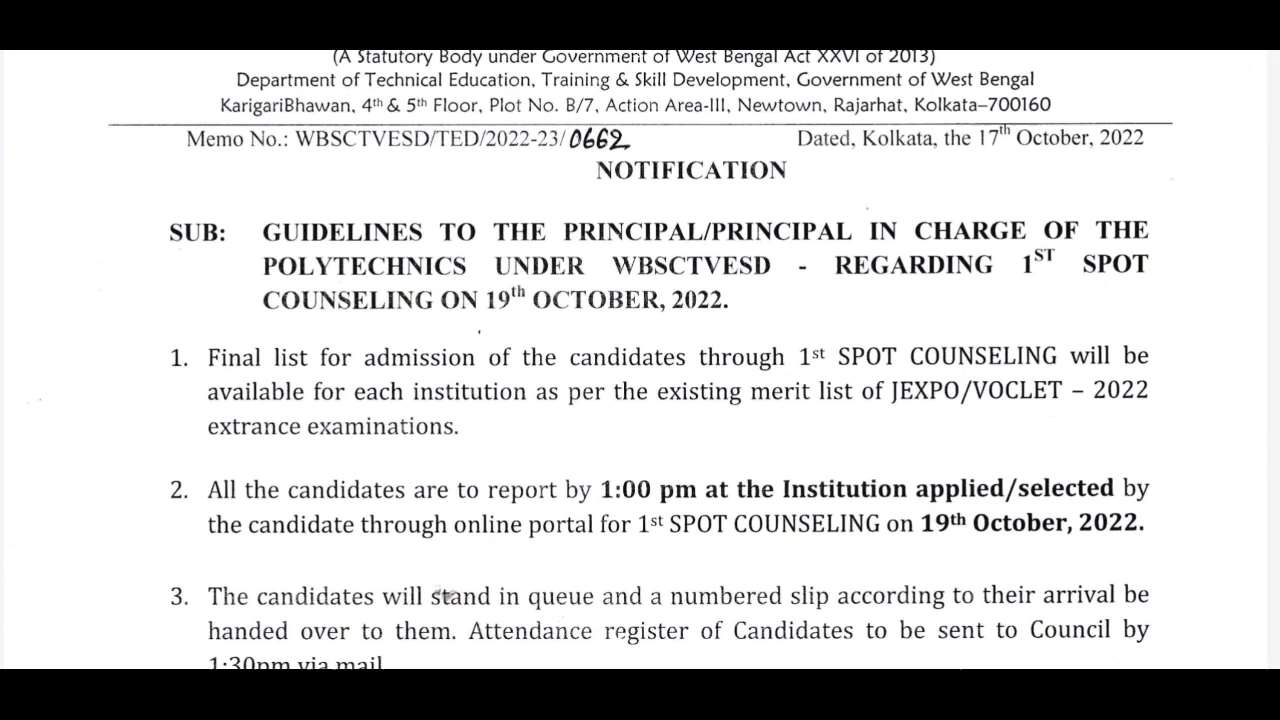 (A Statutory Body under Government of West Bengal Act XXVI of 2013)
Department of Technical Education, Training & Skill Development, Government of West Bengal
KarigariBhawan, 4th & 5th Floor, Plot No. B/7, Action Area-III, Newtown, Rajarhat, Kolkata–700160
Memo No.: WBSCTVESD/TED/2022-23/0662 Dated, Kolkata, the 17th October, 2022
NOTIFICATION
SUB: GUIDELINES TO THE PRINCIPAL/PRINCIPAL IN CHARGE OF THE
POLYTECHNICS UNDER WBSCTVESD - REGARDING 1ST SPOT
COUNSELING ON 19th OCTOBER, 2022.
1. Final list for admission of the candidates through 1st SPOT COUNSELING will be
available for each institution as per the existing merit list of JEXPO/VOCLET – 2022
extrance examinations.
2. All the candidates are to report by 1:00 pm at the Institution applied/selected by
the candidate through online portal for 1st SPOT COUNSELING on 19th October, 2022.
3. The candidates will stand in queue and a numbered slip according to their arrival be
handed over to them. Attendance register of Candidates to be sent to Council by
1:30pm via mail